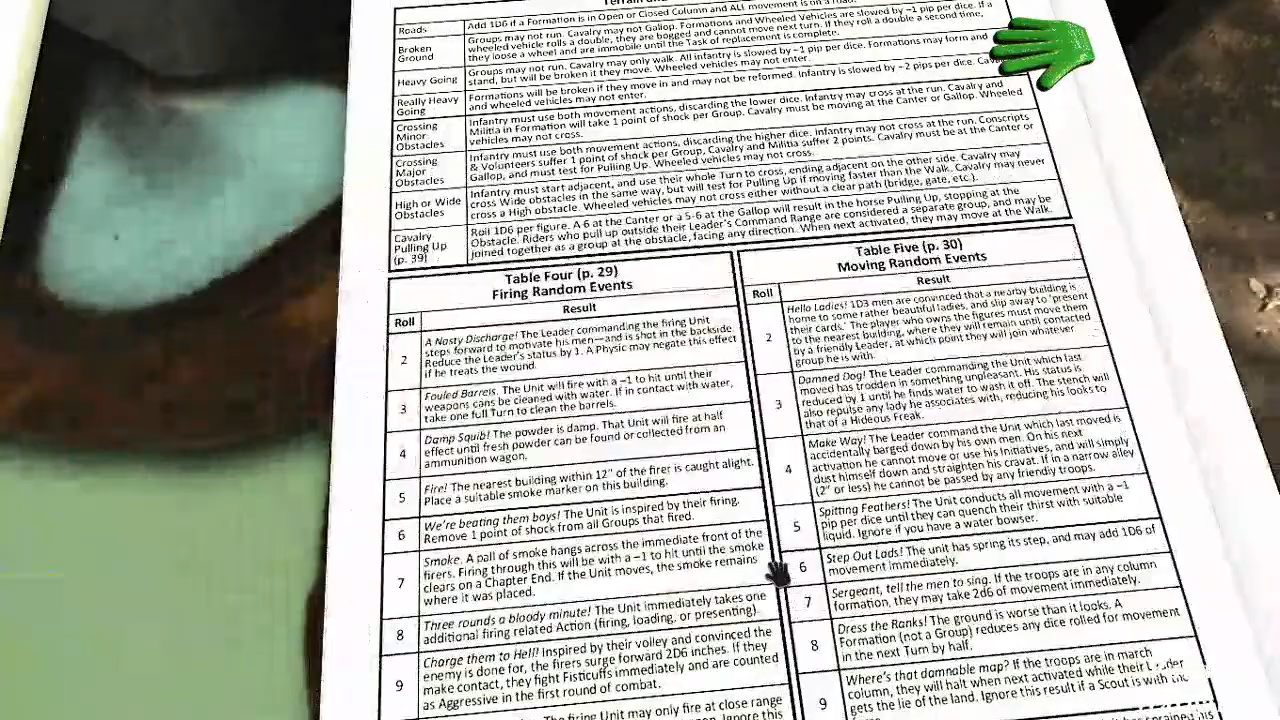 Roads
Add 1D6 if a Formation is in Open or Closed Column and ALL movement is on a road.
Broken
Ground
Groups may not run. Cavalry may not Gallop. Formations and Wheeled Vehicles are slowed by –1 pip per dice. If a
wheeled vehicle rolls a double, they are bogged and cannot move next turn. If they roll a double a second time,
they loose a wheel and are immobile until the Task of replacement is complete.
Heavy Going
Groups may not run. Cavalry may only walk. All infantry is slowed by –1 pip per dice. Formations may form and
stand, but will be broken if they move. Wheeled vehicles may not enter.
Really Heavy
Going
Formations will be broken if they move in and may not be reformed. Infantry is slowed by –2 pips per dice.
and wheeled vehicles may not enter.
Crossing
Minor
Obstacles
Infantry must use both movement actions, discarding the lower dice. Infantry may cross at the run. Cavalry and
Militia in Formation will take 1 point of shock per Group. Cavalry must be moving at the Canter or Gallop. Wheeled
vehicles may not cross.
Crossing
Major
Obstacles
Infantry must use both movement actions, discarding the higher dice. Infantry may not cross at the run. Conscripts
& Volunteers suffer 1 point of shock per Group, Cavalry and Militia suffer 2 points. Cavalry must be at the Canter or
Gallop, and must test for Pulling Up. Wheeled vehicles may not cross.
High or Wide
Obstacles
Infantry must start adjacent, and use their whole Turn to cross, ending adjacent on the other side. Cavalry may
cross Wide obstacles in the same way, but will test for Pulling Up if moving faster than the Walk. Cavalry may never
cross a High obstacle. Wheeled vehicles may not cross either without a clear path (bridge, gate, etc.).
Cavalry
Pulling Up
(p. 39)
Roll 1D6 per figure. A 6 at the Canter or a 5-6 at the Gallop will result in the horse Pulling Up, stopping at the
Obstacle. Riders who pull up outside their Leader's Command Range are considered a separate group, and may be
joined together as a group at the obstacle, facing any direction. When next activated, they may move at the Walk.
Table Four (p. 29)
Firing Random Events
Roll
Result
2
A Nasty Discharge! The Leader commanding the firing Unit
steps forward to motivate his men—and is shot in the backside.
Reduce the Leader's status by 1. A Physic may negate this effect
if he treats the wound.
3
Fouled Barrels. The Unit will fire with a –1 to hit until their
weapons cans be cleaned with water. If in contact with water,
take one full Turn to clean the barrels.
4
Damp Squib! The powder is damp. That Unit will fire at half
effect until fresh powder can be found or collected from an
ammunition wagon.
5
Fire! The nearest building within 12" of the firer is caught alight.
Place a suitable smoke marker on this building.
6
We're beating them boys! The Unit is inspired by their firing.
Remove 1 point of shock from all Groups that fired.
7
Smoke. A pall of smoke hangs across the immediate front of the
firers. Firing through this will be with a –1 to hit until the smoke
clears on a Chapter End. If the Unit moves, the smoke remains
where it was placed.
8
Three rounds a bloody minute! The Unit immediately takes one
additional firing related Action (firing, loading, or presenting).
9
Charge them to Hell! Inspired by their volley and convinced the
enemy is done for, the firers surge forward 2D6 inches. If they
make contact, they fight Fisticuffs immediately and are counted
as Aggressive in the first round of combat.
The firing Unit may only fire at close range
Ignore this
Table Five (p. 30)
Moving Random Events
Roll
Result
2
Hello Ladies! 1D3 men are convinced that a nearby building is
home to some rather beautiful ladies, and slip away to 'present
their cards.' The player who owns the figures must move them
to the nearest building, where they will remain until contacted
by a friendly Leader, at which point they will join whatever
group he is with.
3
Damned Dog! The Leader commanding the Unit which last
moved has trodden in something unpleasant. His status is
reduced by 1 until he finds water to wash it off. The stench will
also repulse any lady he associates with, reducing his looks to
that of a Hideous Freak.
4
Make Way! The Leader command the Unit which last moved is
accidentally barged down by his own men. On his next
activation he cannot move or use his Initiatives, and will simply
dust himself down and straighten his cravat. If in a narrow alley
(2" or less) he cannot be passed by any friendly troops.
5
Spitting Feathers! The Unit conducts all movement with a –1
pip per dice until they can quench their thirst with suitable
liquid. Ignore if you have a water bowser.
6
Step Out Lads! The unit has spring its step, and may add 1D6 of
movement immediately.
7
Sergeant, tell the men to sing. If the troops are in any column
formation, they may take 2d6 of movement immediately.
8
Dress the Ranks! The ground is worse than it looks. A
Formation (not a Group) reduces any dice rolled for movement
in the next Turn by half.
9
Where's that damnable map? If the troops are in march
column, they will halt when next activated while their
gets the lie of the land. Ignore this result if a Scout is with